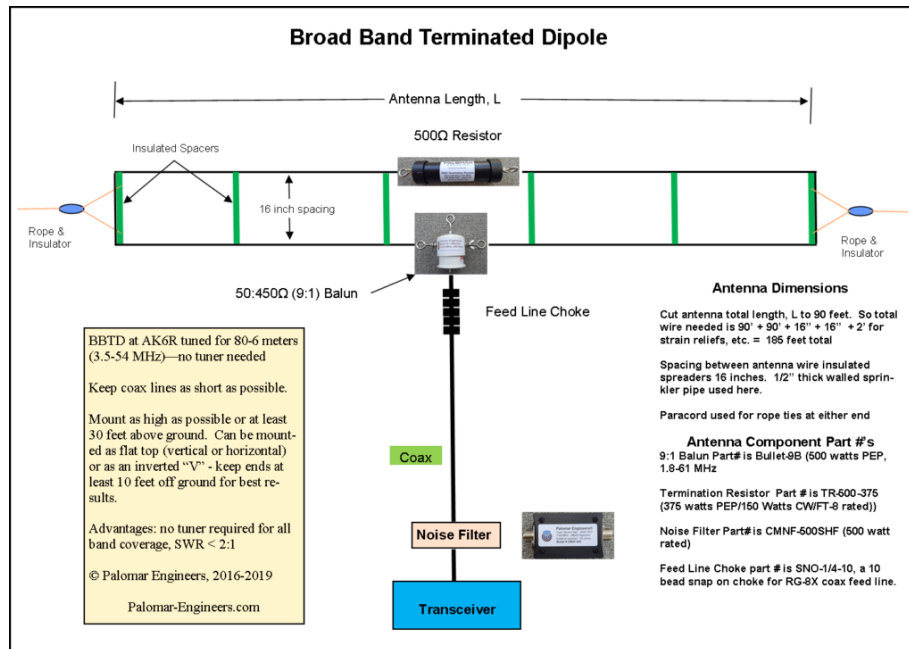 Broad Band Terminated Dipole
Antenna Length, L
500Ω Resistor
Insulated Spacers
16 inch spacing
Rope &
Insulator
Rope &
Insulator
50:450Ω (9:1) Balun
Feed Line Choke
BBTD at AK6R tuned for 80-6 meters
(3.5-54 MHz)—no tuner needed
Keep coax lines as short as possible.
Mount as high as possible or at least
30 feet above ground.  Can be mount-
ed as flat top (vertical or horizontal)
or as an inverted “V” - keep ends at
least 10 feet off ground for best re-
sults.
Advantages: no tuner required for all
band coverage, SWR < 2:1
© Palomar Engineers, 2016-2019
Palomar-Engineers.com
Coax
Noise Filter
Transceiver
Antenna Dimensions
Cut antenna total length, L to 90 feet.  So total
wire needed is 90’ + 90’ + 16” + 16” + 2’ for
strain reliefs, etc. =  185 feet total
Spacing between antenna wire insulated
spreaders 16 inches.  1/2” thick walled sprin-
kler pipe used here.
Paracord used for rope ties at either end
Antenna Component Part #'s
9:1 Balun Part# is Bullet-9B (500 watts PEP,
1.8-61 MHz
Termination Resistor  Part # is TR-500-375
(375 watts PEP/150 Watts CW/FT-8 rated))
Noise Filter Part# is CMNF-500SHF (500 watt
rated)
Feed Line Choke part # is SNO-1/4-10, a 10
bead snap on choke for RG-8X coax feed line.
Palomar Engineers